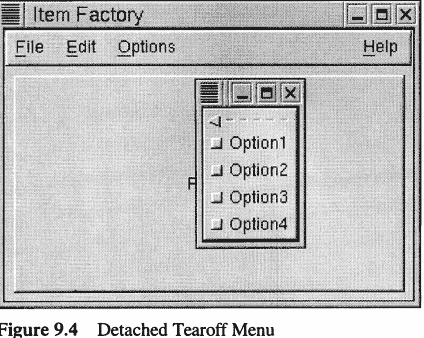 Item Factory
File Edit Options Help
Option1
Option2
F
Option3
Option4
Figure 9.4 Detached Tearoff Menu